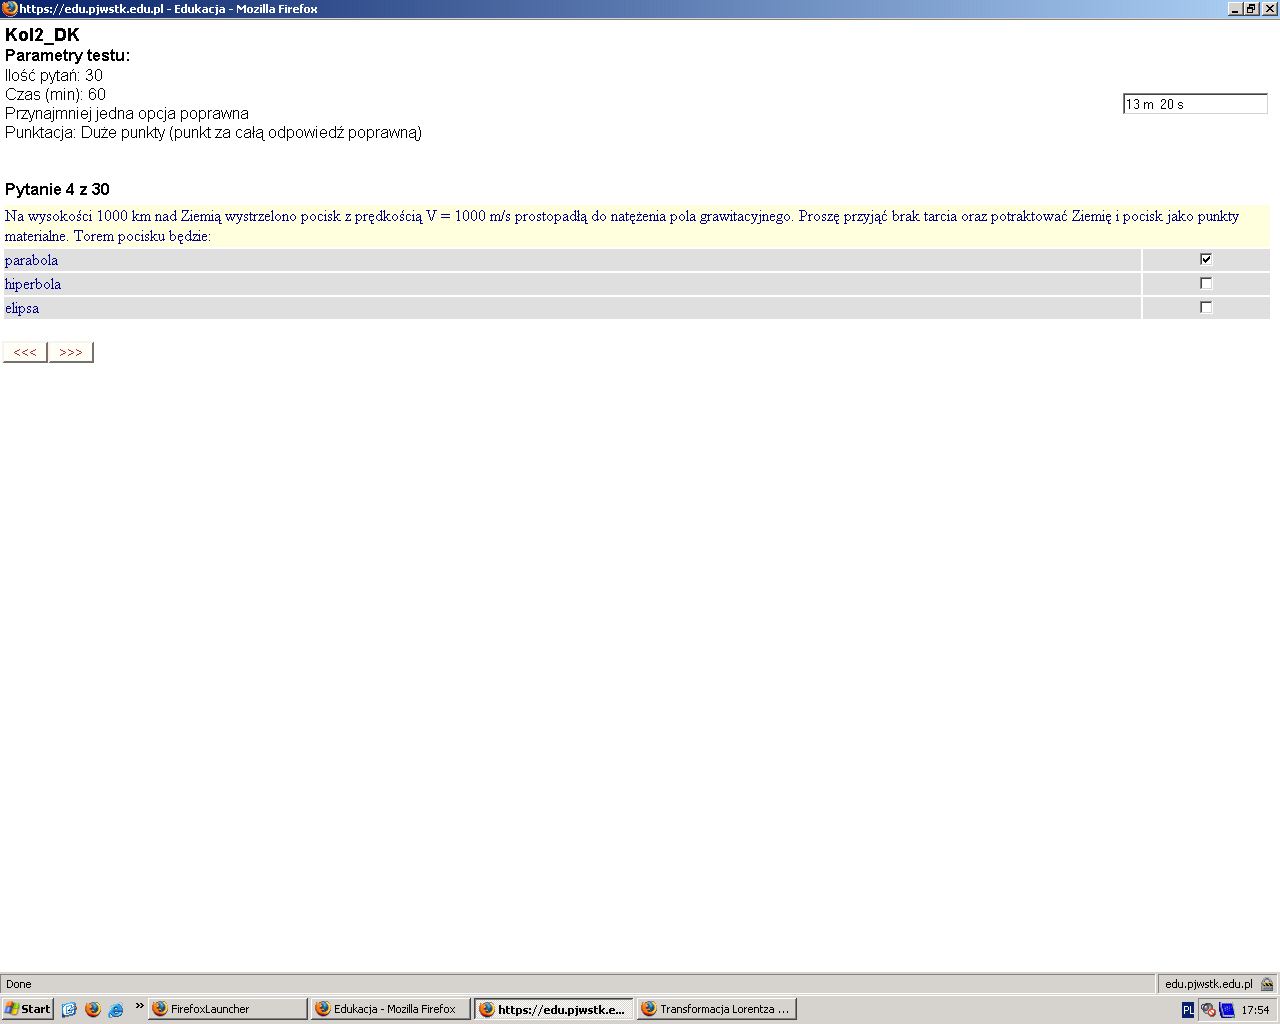 https://edu.pjwstk.edu.pl - Edukacja - Mozilla Firefox
Kol2_DK
Parametry testu:
Ilość pytań: 30
Czas (min): 60
Przynajmniej jedna opcja poprawna
Punktacja: Duże punkty (punkt za całą odpowiedź poprawną)
13 m 20 s
Pytanie 4 z 30
Na wysokości 1000 km nad Ziemią wystrzelono pocisk z prędkością V = 1000 m/s prostopadłą do natężenia pola grawitacyjnego. Proszę przyjąć brak tarcia oraz potraktować Ziemię i pocisk jako punkty
materialne. Torem pocisku będzie:
parabola
hiperbola
elipsa
<<< >>>
Done
edu.pjwstk.edu.pl
Start
»
FirefoxLauncher
Edukacja - Mozilla Firefox
https://edu.pjwstk.e...
Transformacja Lorentza ...
PL
17:54